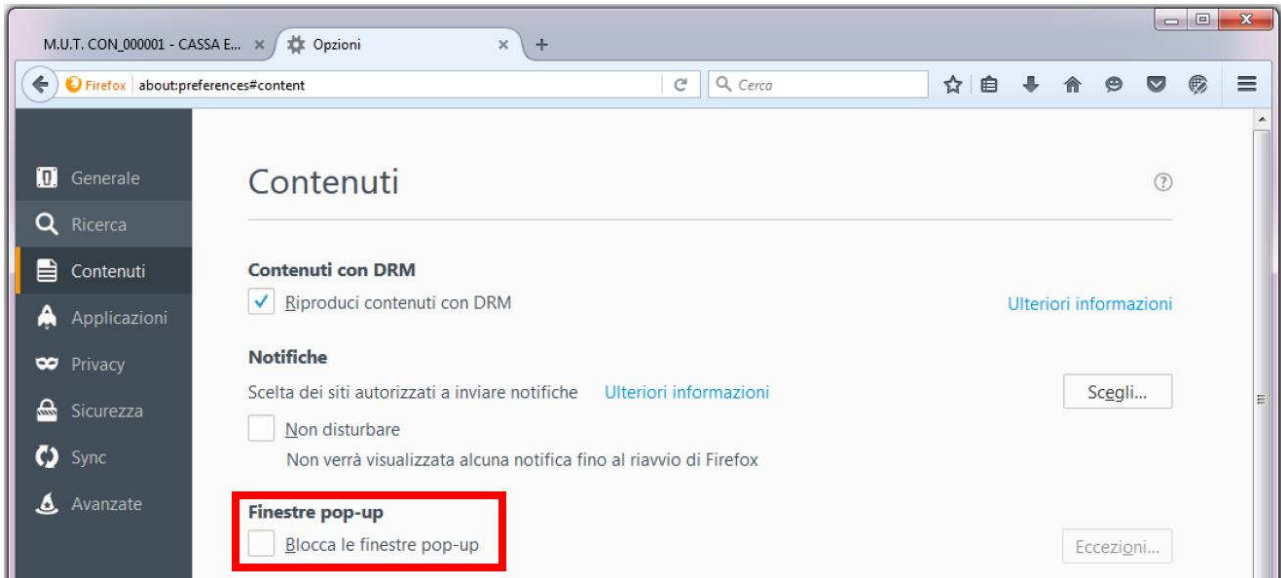 M.U.T. CON_000001 - CASSA E... Opzioni
Firefox about:preferences#content Cerca
Generale
Ricerca
Contenuti
Applicazioni
Privacy
Sicurezza
Sync
Avanzate
Contenuti
Contenuti con DRM
Riproduci contenuti con DRM Ulteriori informazioni
Notifiche
Scelta dei siti autorizzati a inviare notifiche Ulteriori informazioni Scegli...
Non disturbare
Non verrà visualizzata alcuna notifica fino al riavvio di Firefox
Finestre pop-up
Blocca le finestre pop-up Eccezioni...